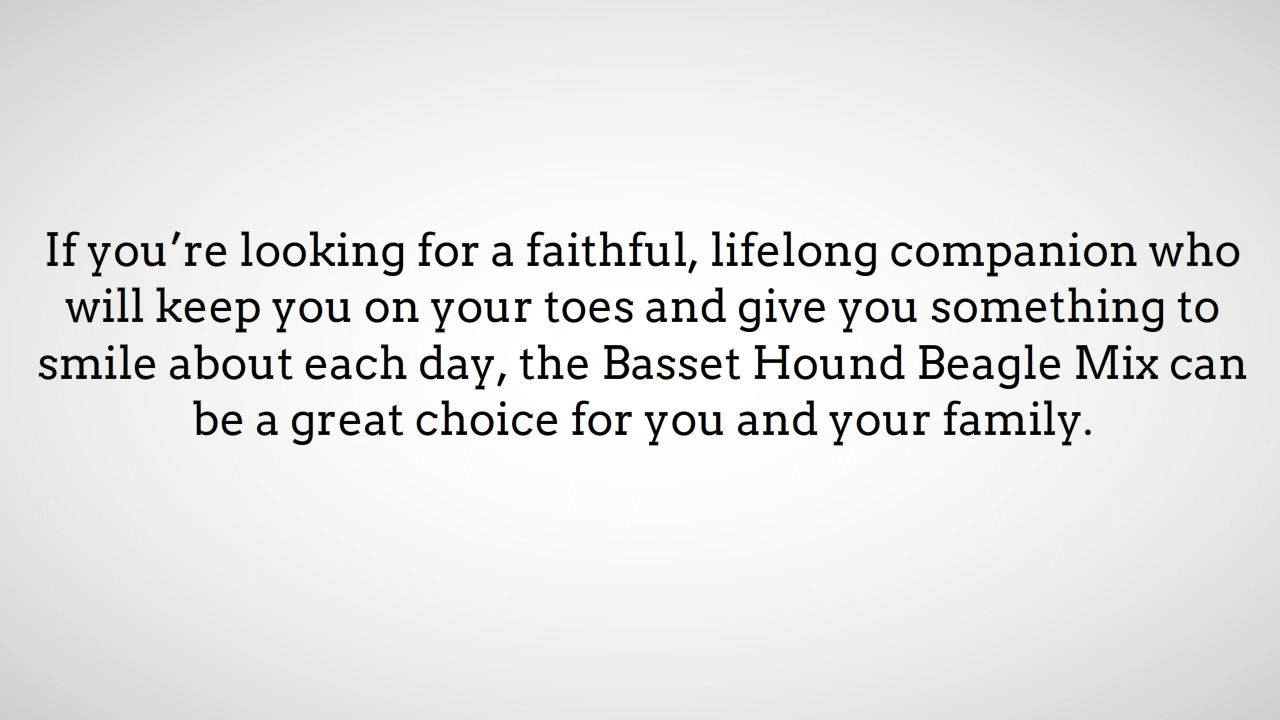 If you’re looking for a faithful, lifelong companion who
will keep you on your toes and give you something to
smile about each day, the Basset Hound Beagle Mix can
be a great choice for you and your family.